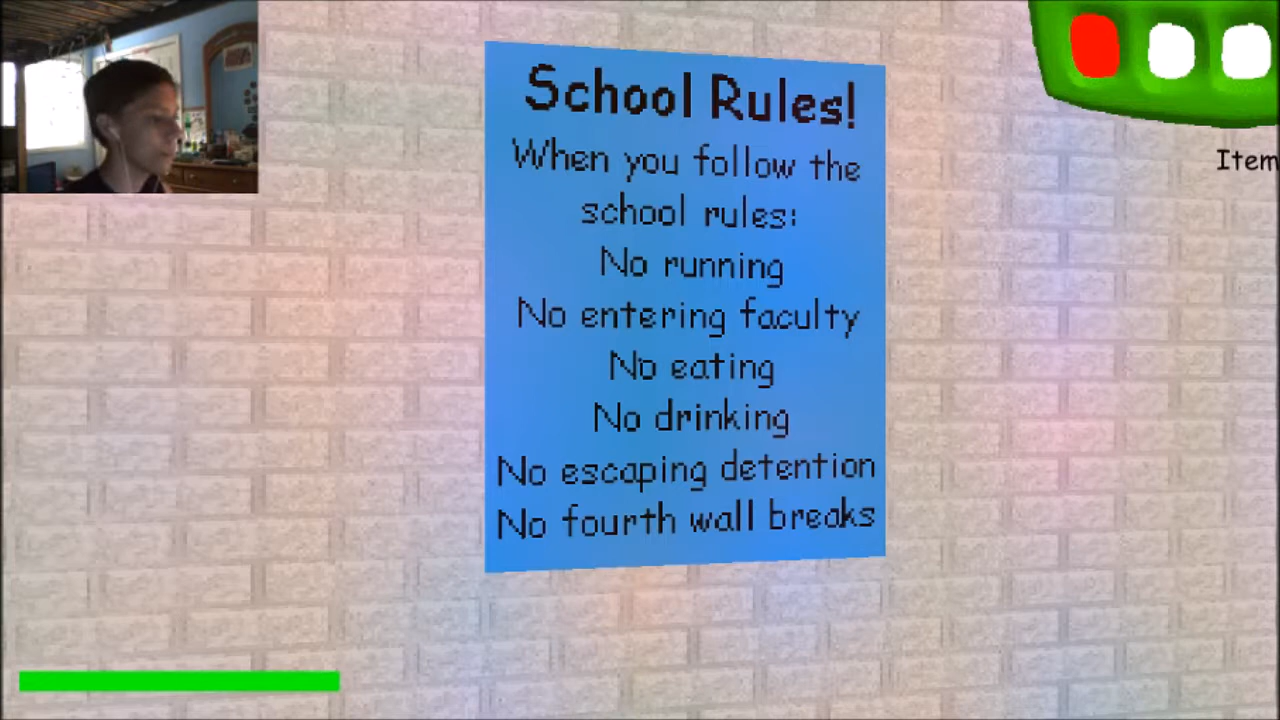 School Rules!
When you follow the
school rules:
No running
No entering faculty
No eating
No drinking
No escaping detention
No fourth wall breaks
Item